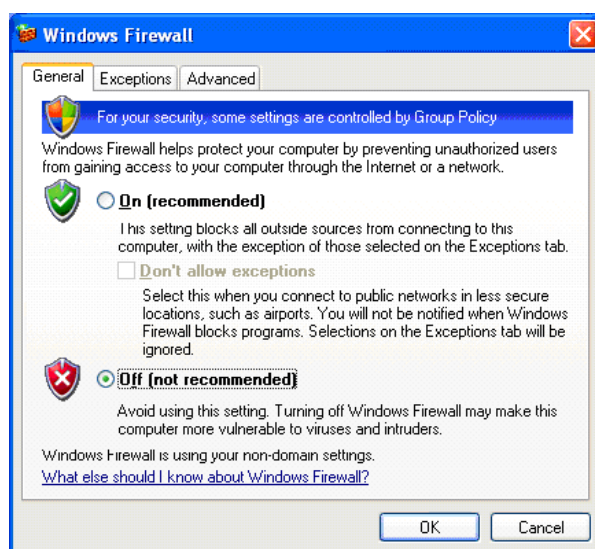 Windows Firewall
General Exceptions Advanced
For your security, some settings are controlled by Group Policy
Windows Firewall helps protect your computer by preventing unauthorized users
from gaining access to your computer through the Internet or a network.
On (recommended)
This setting blocks all outside sources from connecting to this
computer, with the exception of those selected on the Exceptions tab.
Don't allow exceptions
Select this when you connect to public networks in less secure
locations, such as airports. You will not be notified when Windows
Firewall blocks programs. Selections on the Exceptions tab will be
ignored.
Off (not recommended)
Avoid using this setting. Turning off Windows Firewall may make this
computer more vulnerable to viruses and intruders.
Windows Firewall is using your non-domain settings.
What else should I know about Windows Firewall?
OK Cancel